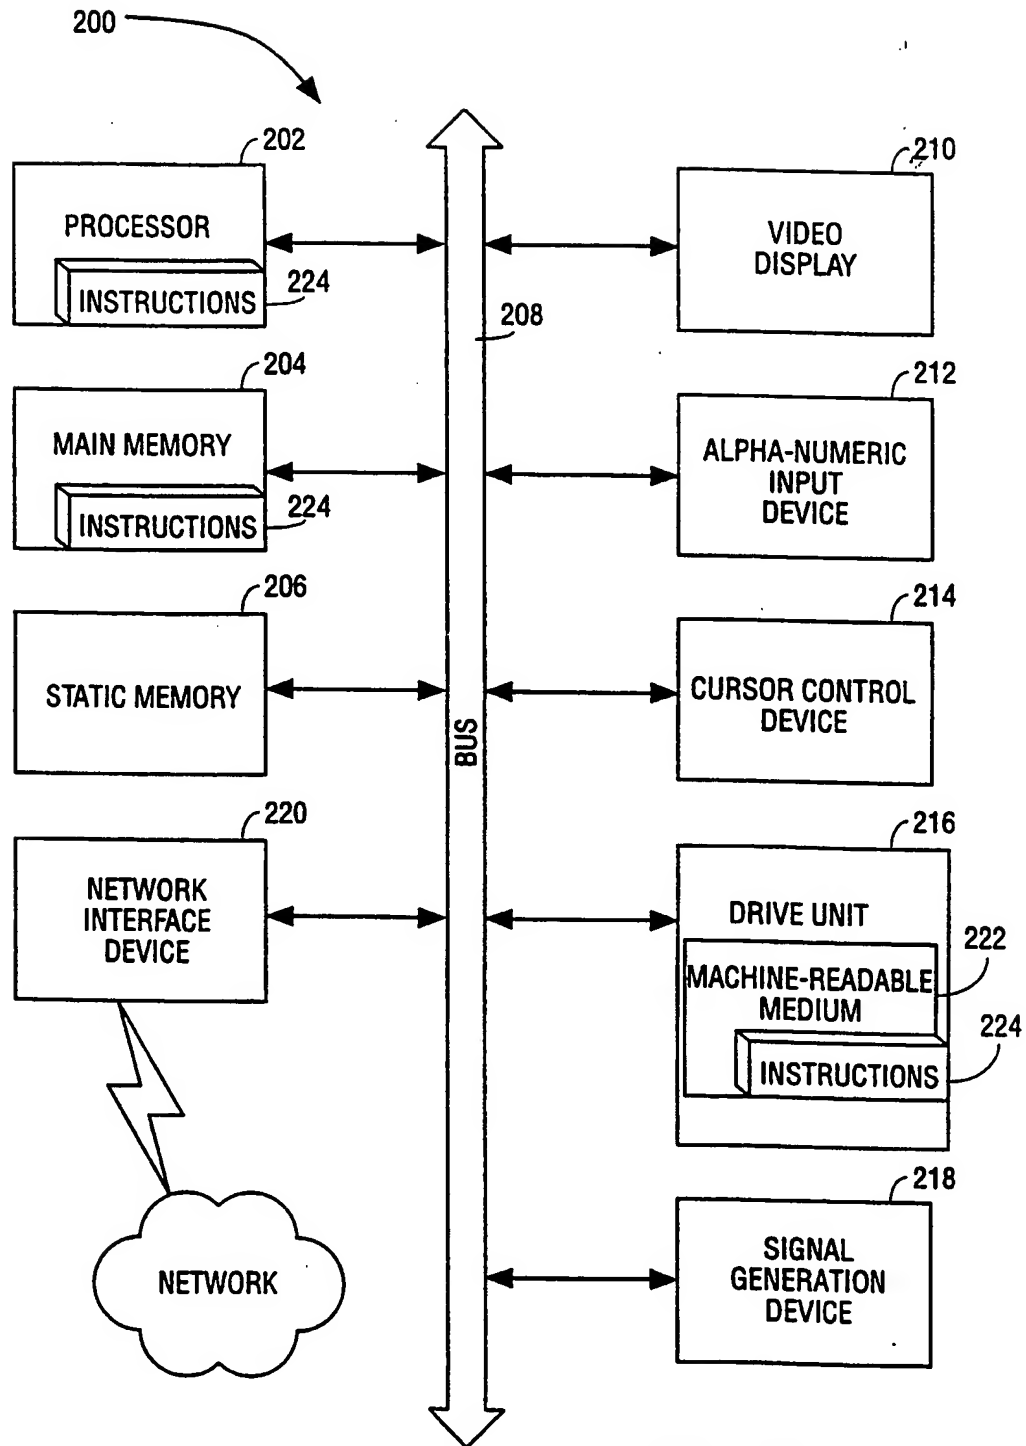 200
202
PROCESSOR
224
INSTRUCTIONS
204
MAIN MEMORY
224
INSTRUCTIONS
206
STATIC MEMORY
220
NETWORK
INTERFACE
DEVICE
NETWORK
208
BUS
210
VIDEO
DISPLAY
212
ALPHA-NUMERIC
INPUT
DEVICE
214
CURSOR CONTROL
DEVICE
216
DRIVE UNIT
222
MACHINE-READABLE
MEDIUM
224
INSTRUCTIONS
218
SIGNAL
GENERATION
DEVICE